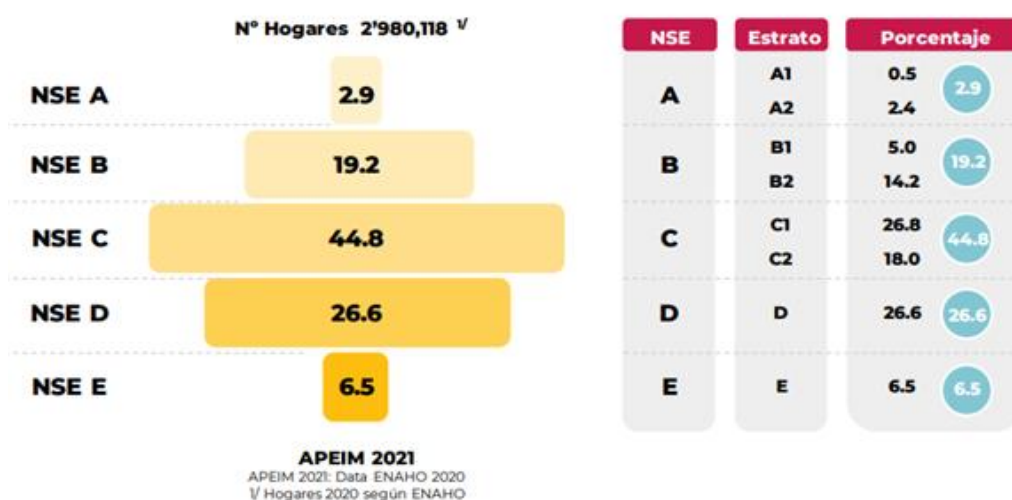 Nº Hogares 2'980,118 1/
NSE A 2.9
NSE B 19.2
NSE C 44.8
NSE D 26.6
NSE E 6.5
APEIM 2021
APEIM 2021: Data ENAHO 2020
1/ Hogares 2020 según ENAHO
NSE Estrato Porcentaje
A A1 0.5 2.9
A2 2.4
B B1 5.0 19.2
B2 14.2
C C1 26.8 44.8
C2 18.0
D D 26.6 26.6
E E 6.5 6.5